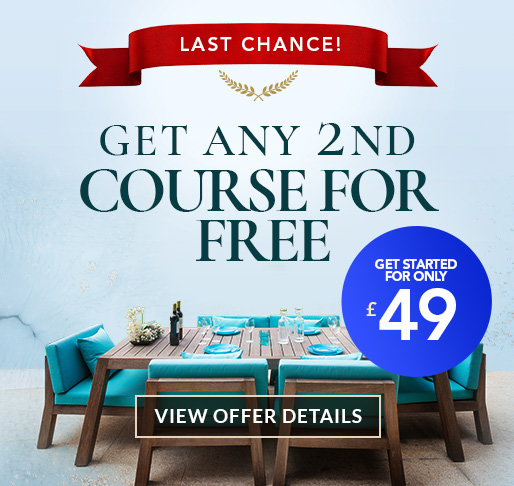 LAST CHANCE!
GET ANY 2ND
COURSE FOR
FREE
GET STARTED
FOR ONLY
£49
VIEW OFFER DETAILS